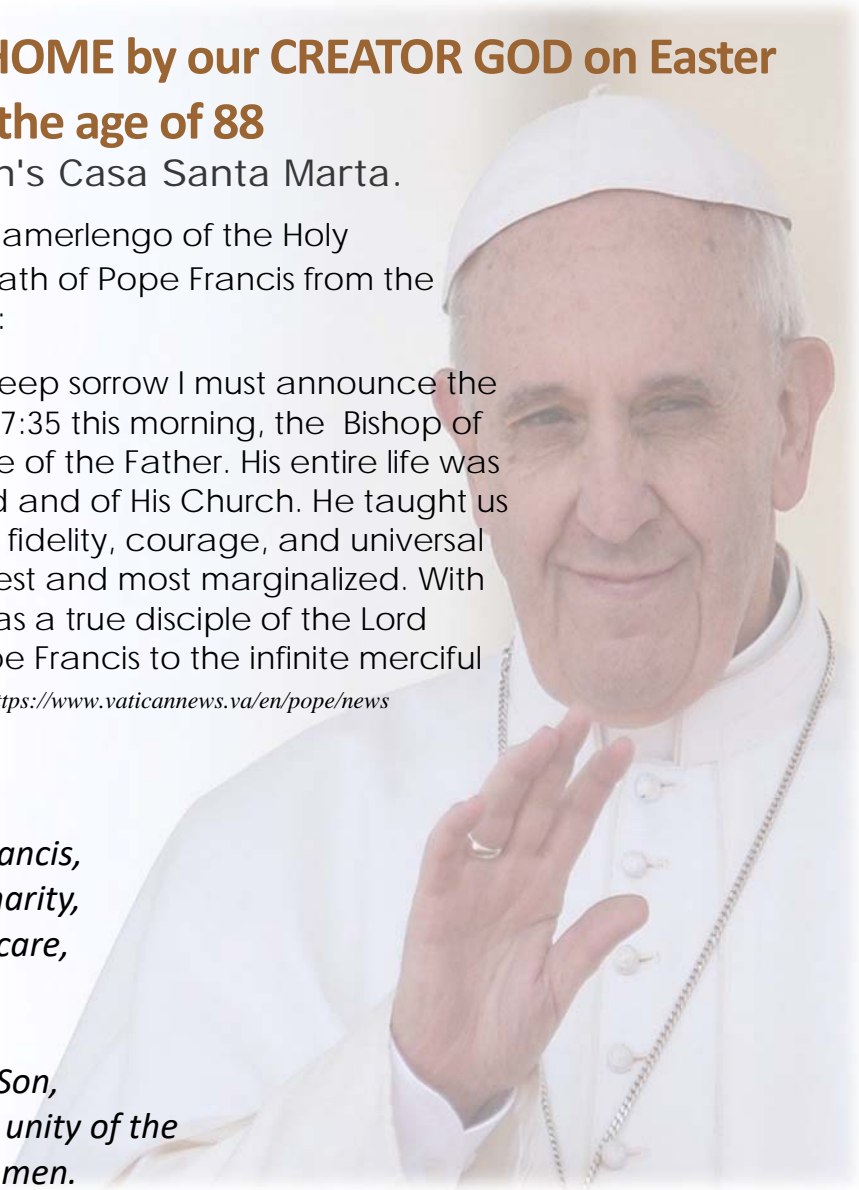 HOME by our CREATOR GOD on Easter
the age of 88
n's Casa Santa Marta.
amerlengo of the Holy
ath of Pope Francis from the
:
eep sorrow I must announce the
7:35 this morning, the Bishop of
e of the Father. His entire life was
d and of His Church. He taught us
fidelity, courage, and universal
est and most marginalized. With
as a true disciple of the Lord
pe Francis to the infinite merciful
ttps://www.vaticannews.va/en/pope/news
ancis,
harity,
care,
Son,
unity of the
men.